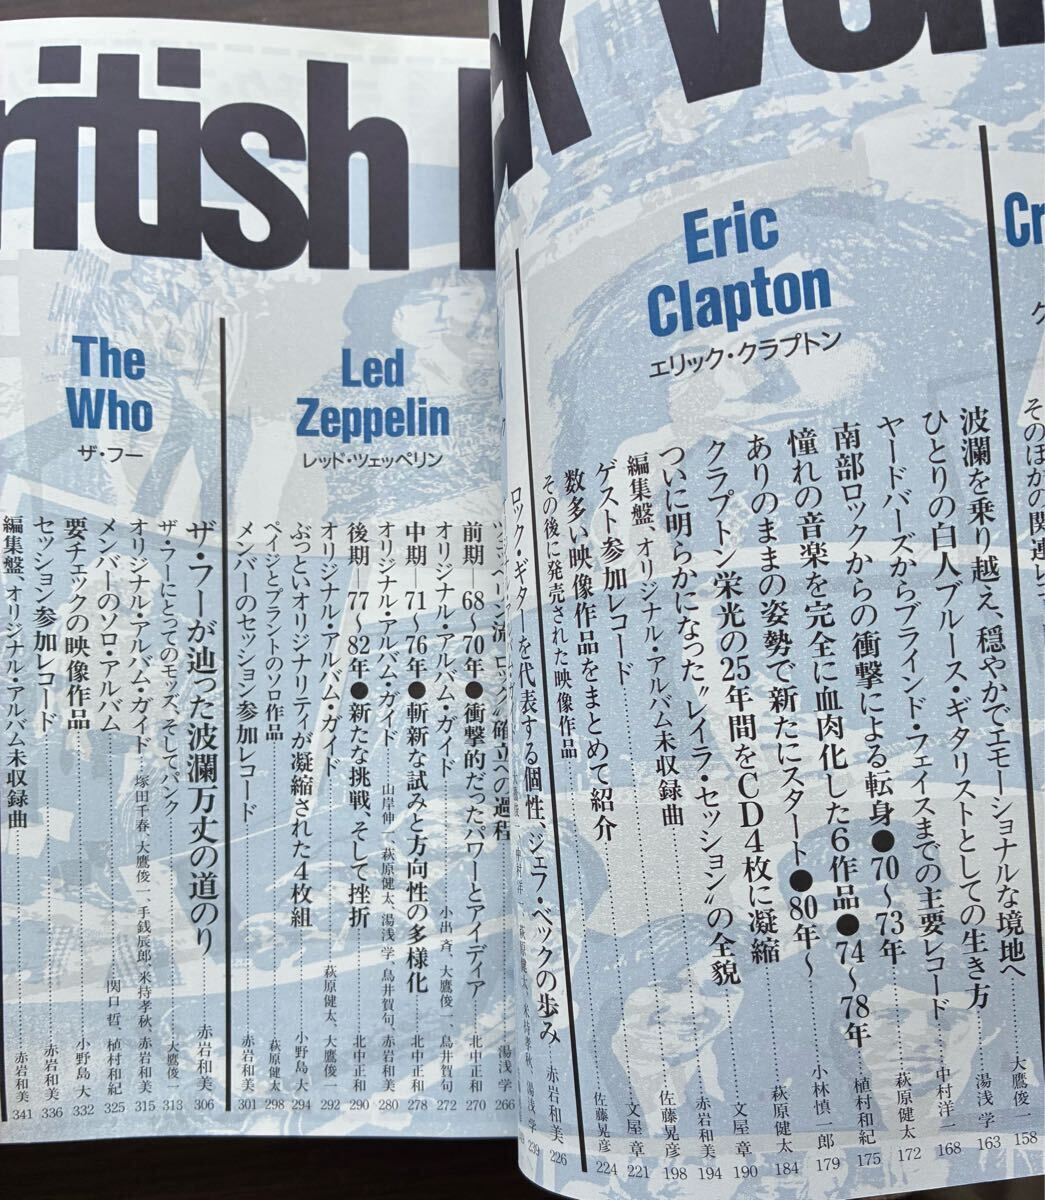 British
ck Vol
Cr
ク
そのほかの関連レ
Eric
Clapton
エリック・クラプトン
波瀾を乗り越え、穏やかでエモーショナルな境地へ……大鷹俊一 158
ひとりの白人ブルース・ギタリストとしての生き方……湯浅 学 163
ヤードバーズからブラインド・フェイスまでの主要レコード……中村洋一 168
南部ロックからの衝撃による転身●70〜73年……萩原健太 172
憧れの音楽を完全に血肉化した6作品●74〜78年……植村和紀 175
ありのままの姿勢で新たにスタート●80年〜……小林慎一郎 179
クラプトン栄光の25年間をCD4枚に凝縮……萩原健太 184
ついに明らかになった〝レイラ・セッション〟の全貌……文屋 章 190
編集盤、オリジナル・アルバム未収録曲……赤岩和美 194
ゲスト参加レコード……佐藤晃彦 198
数多い映像作品をまとめて紹介……文屋 章 221
その後に発売された映像作品……佐藤晃彦 224
ロック・ギターを代表する個性、ジェフ・ベックの歩み……赤岩和美 226
湯浅 学 239
Led
Zeppelin
レッド・ツェッペリン
ツェッペリン流〝ロック〟確立への過程……湯浅 学 266
前期―68〜70年●衝撃的だったパワーとアイディア……北中正和 270
オリジナル・アルバム・ガイド……小出 斉、大鷹俊一、鳥井賀句 272
中期―71〜76年●斬新な試みと方向性の多様化……北中正和 278
オリジナル・アルバム・ガイド……山岸伸一、萩原健太、湯浅 学、鳥井賀句、赤岩和美 280
後期―77〜82年●新たな挑戦、そして挫折……北中正和 290
オリジナル・アルバム・ガイド……萩原健太、大鷹俊一 292
ぶっといオリジナリティが凝縮された4枚組……小野島 大 294
ペイジとプラントのソロ作品……萩原健太 298
メンバーのセッション参加レコード……赤岩和美 301
The
Who
ザ・フー
ザ・フーが辿った波瀾万丈の道のり……赤岩和美 306
ザ・フーにとってのモッズ、そしてパンク……大鷹俊一 313
オリジナル・アルバム・ガイド……塚田千春、大鷹俊一、手銭辰郎、米持孝秋、赤岩和美 315
メンバーのソロ・アルバム……関口 哲、植村和紀 325
要チェックの映像作品……小野島 大 332
セッション参加レコード……赤岩和美 336
編集盤、オリジナル・アルバム未収録曲……赤岩和美 341